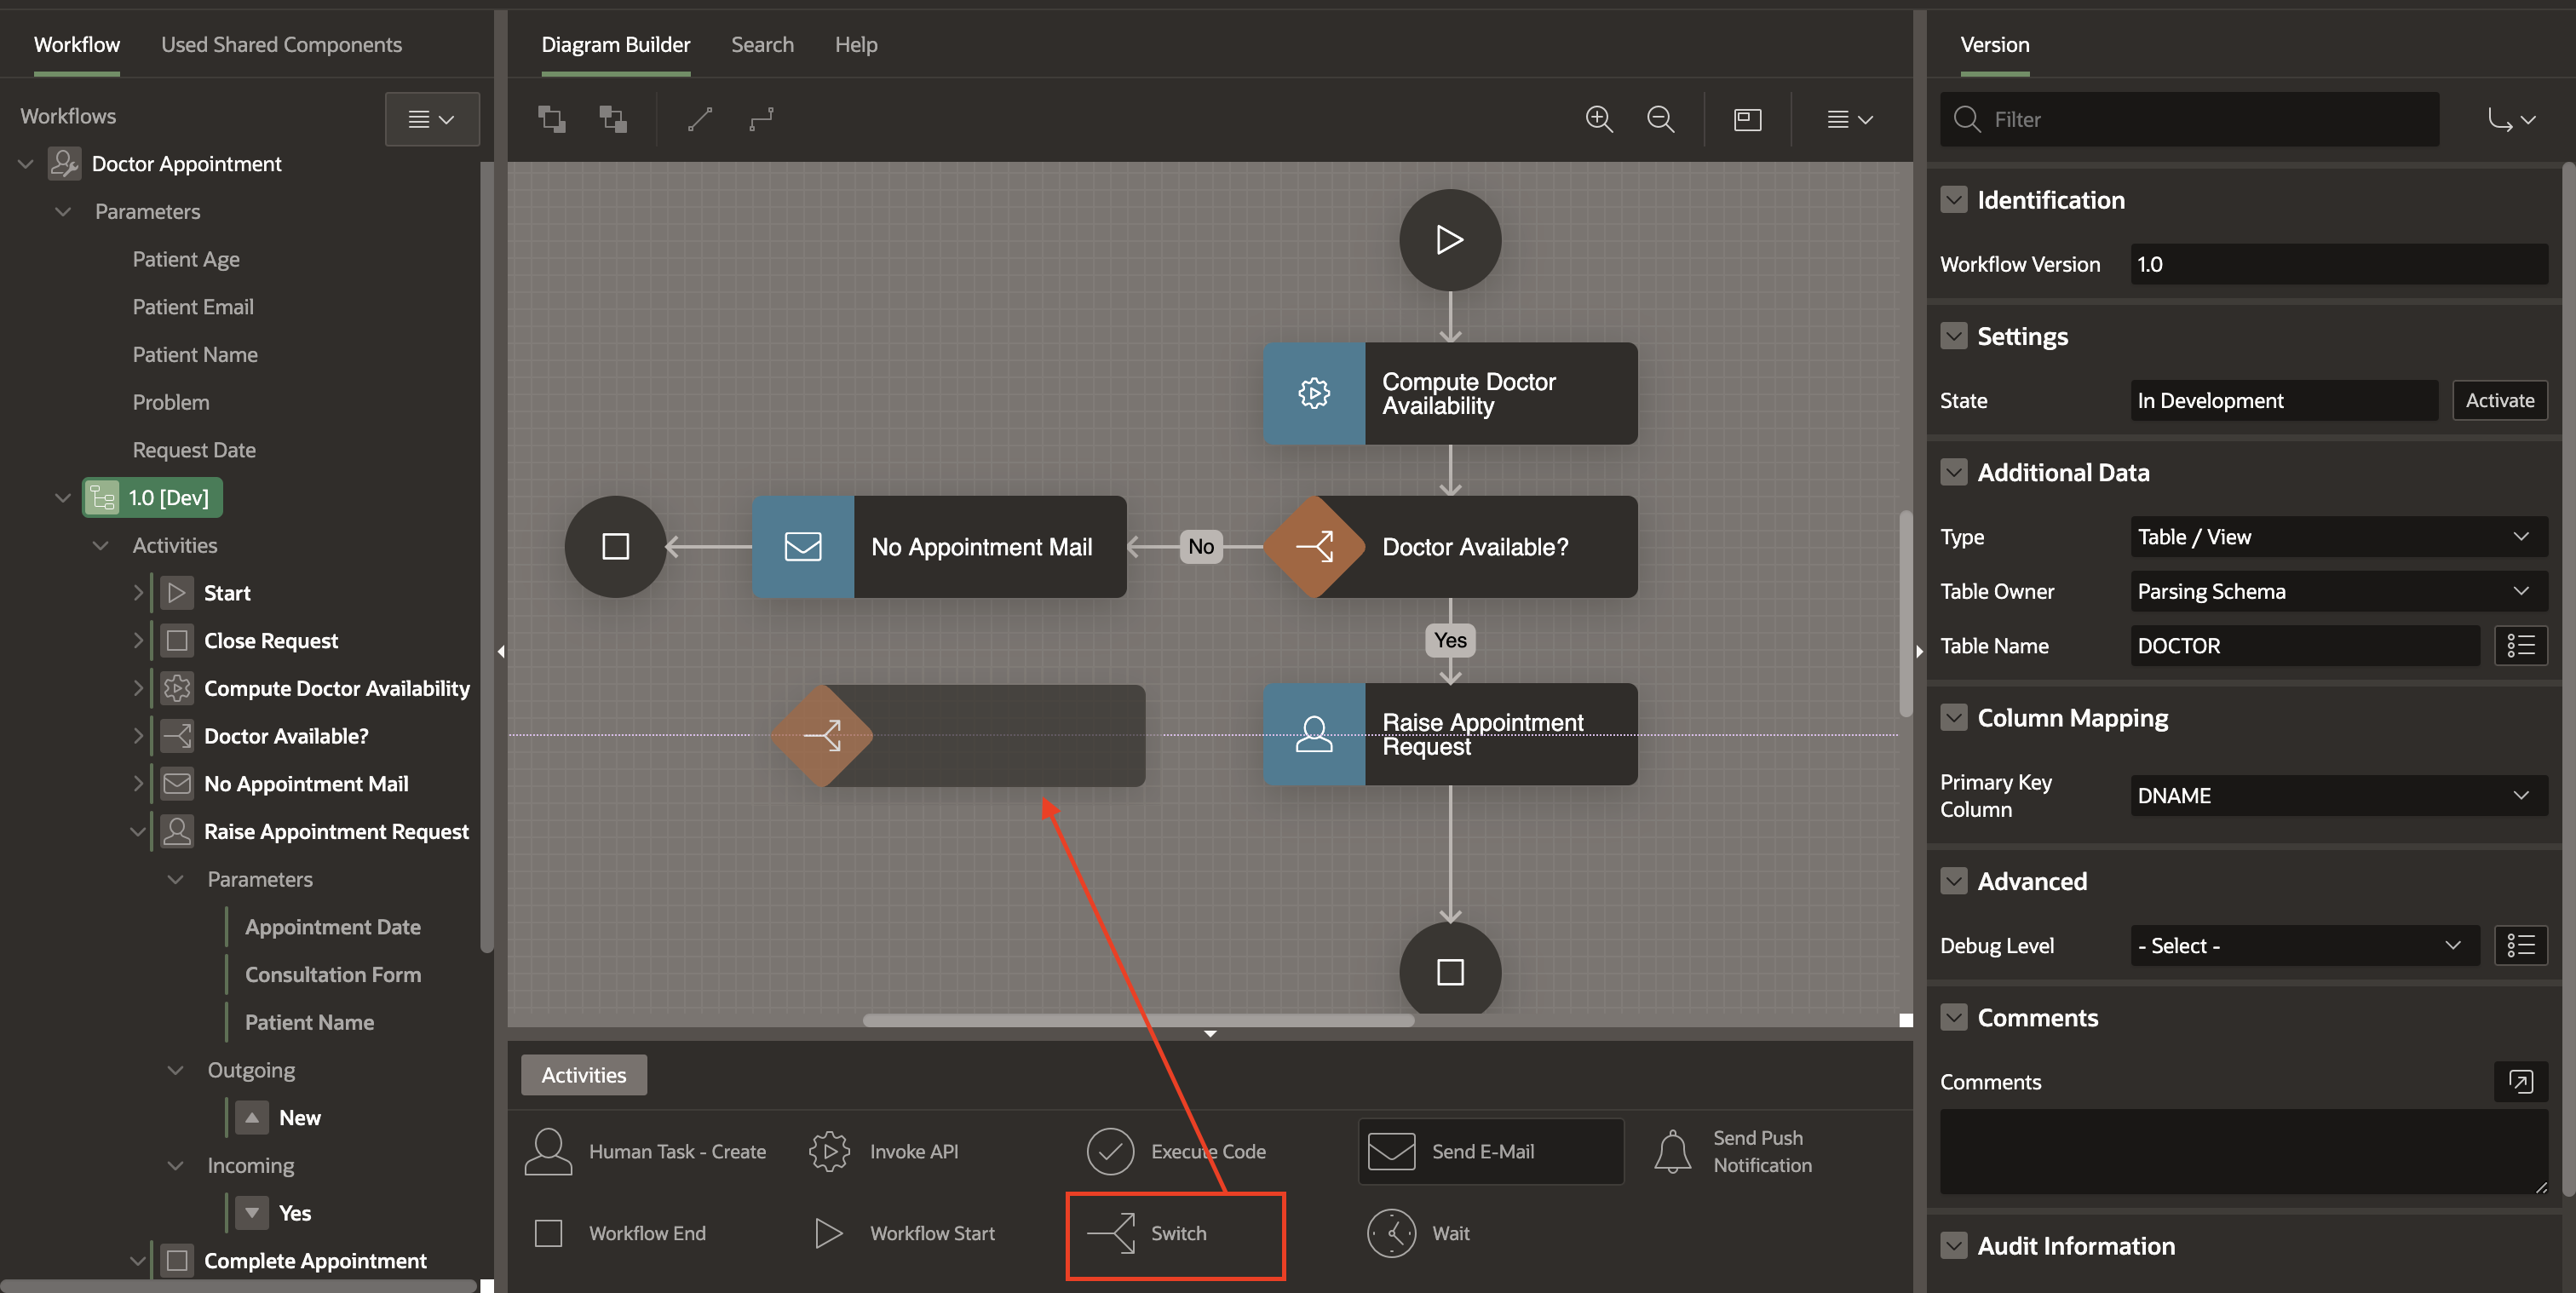 Workflow
Used Shared Components
Workflows
Doctor Appointment
Parameters
Patient Age
Patient Email
Patient Name
Problem
Request Date
1.0 [Dev]
Activities
Start
Close Request
Compute Doctor Availability
Doctor Available?
No Appointment Mail
Raise Appointment Request
Parameters
Appointment Date
Consultation Form
Patient Name
Outgoing
New
Incoming
Yes
Complete Appointment
Diagram Builder
Search
Help
Compute Doctor
Availability
No Appointment Mail
No
Doctor Available?
Yes
Raise Appointment
Request
Activities
Human Task - Create
Invoke API
Execute Code
Send E-Mail
Send Push
Notification
Workflow End
Workflow Start
Switch
Wait
Version
Filter
Identification
Workflow Version
1.0
Settings
State
In Development
Activate
Additional Data
Type
Table / View
Table Owner
Parsing Schema
Table Name
DOCTOR
Column Mapping
Primary Key
Column
DNAME
Advanced
Debug Level
- Select -
Comments
Comments
Audit Information